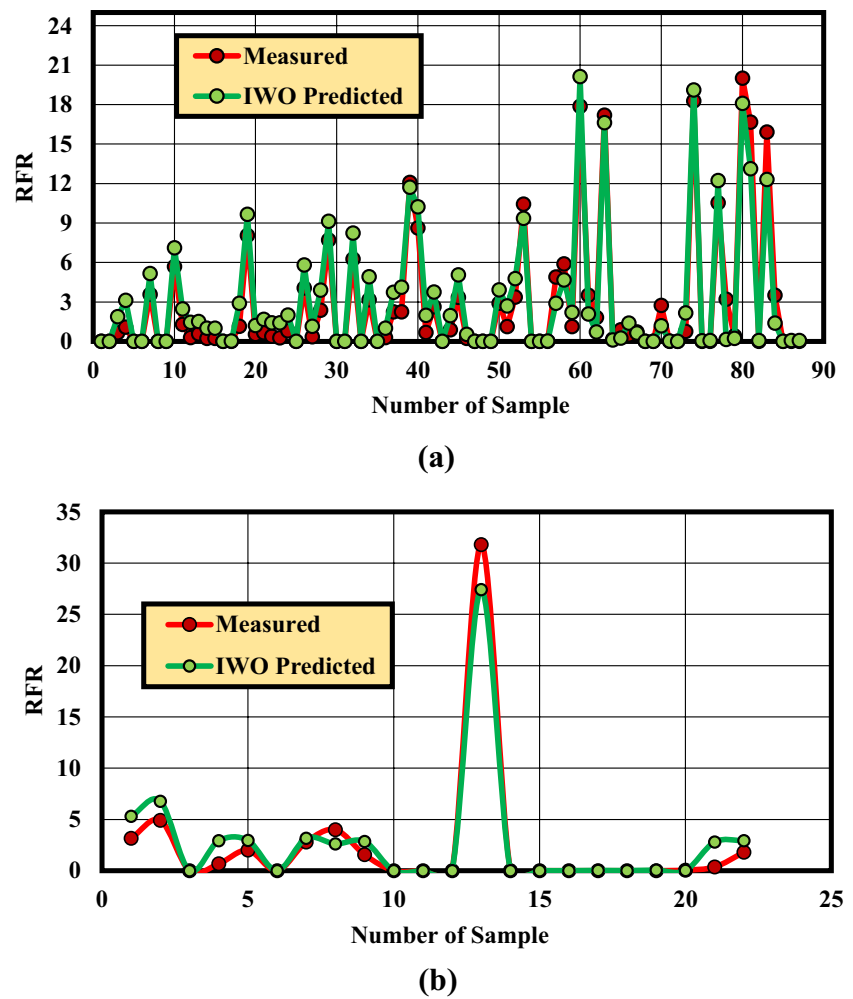 24
21
18
15
12
9
6
3
0
RFR
Measured
IWO Predicted
0 10 20 30 40 50 60 70 80 90
Number of Sample
(a)
35
30
25
20
15
10
5
0
RFR
Measured
IWO Predicted
0 5 10 15 20 25
Number of Sample
(b)